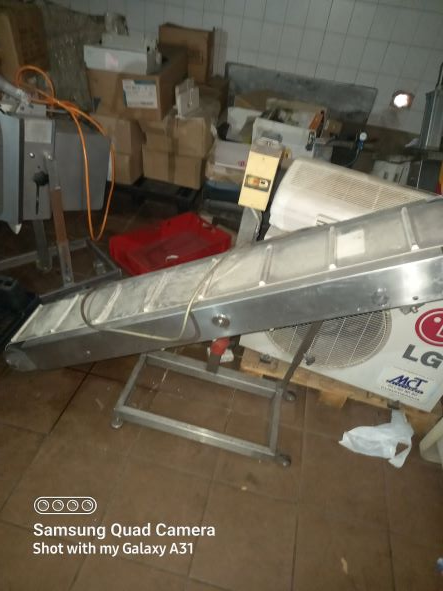 LG
MCT
Samsung Quad Camera
Shot with my Galaxy A31